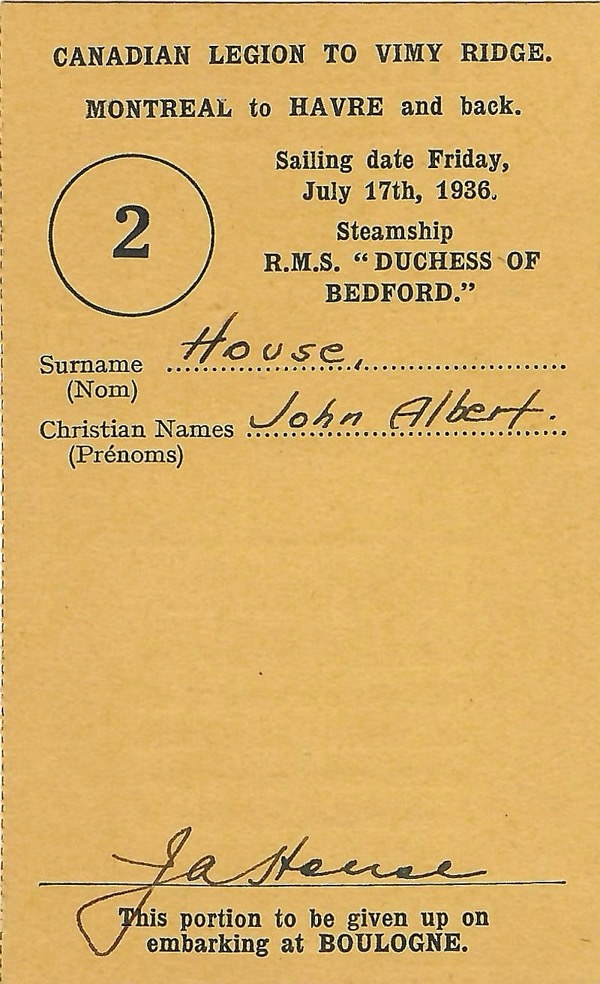 CANADIAN LEGION TO VIMY RIDGE.
MONTREAL to HAVRE and back.
2
Sailing date Friday,
July 17th, 1936.
Steamship
R.M.S. “DUCHESS OF
BEDFORD.”
Surname House,
(Nom)
Christian Names John Albert.
(Prénoms)
Ja House
This portion to be given up on
embarking at BOULOGNE.